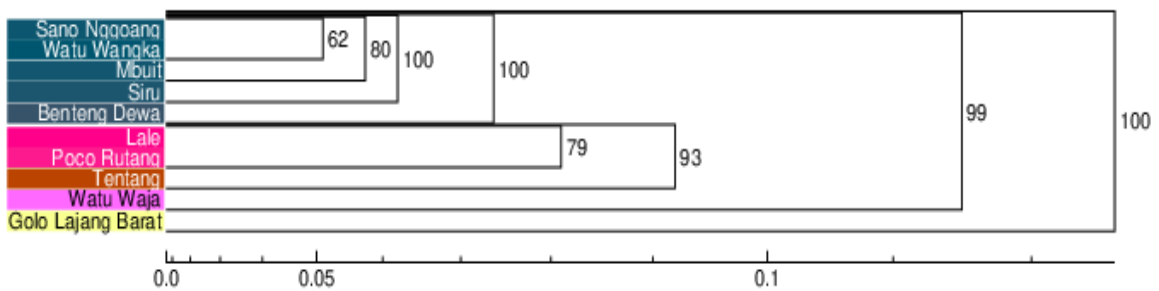 Sano Nggoang
Watu Wangka
Mbuit
Siru
Benteng Dewa
Lale
Poco Rutang
Tentang
Watu Waja
Golo Lajang Barat
62
80
100
100
79
93
99
100
0.0
0.05
0.1